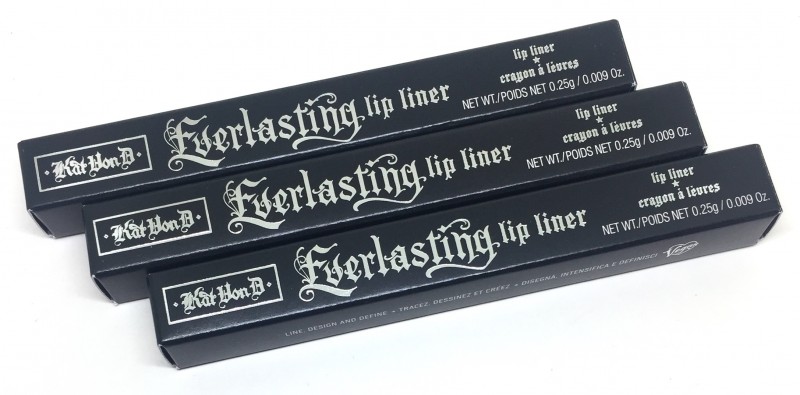 Kat Von D
Everlasting lip liner
lip liner
crayon à lèvres
NET WT./POIDS NET 0.25g / 0.009 Oz.
Kat Von D
Everlasting lip liner
lip liner
crayon à lèvres
NET WT./POIDS NET 0.25g / 0.009 Oz.
Kat Von D
Everlasting lip liner
lip liner
crayon à lèvres
NET WT./POIDS NET 0.25g / 0.009 Oz.
LINE, DESIGN AND DEFINE • TRACEZ, DESSINEZ ET CRÉEZ • DISEGNA, INTENSIFICA E DEFINISCI